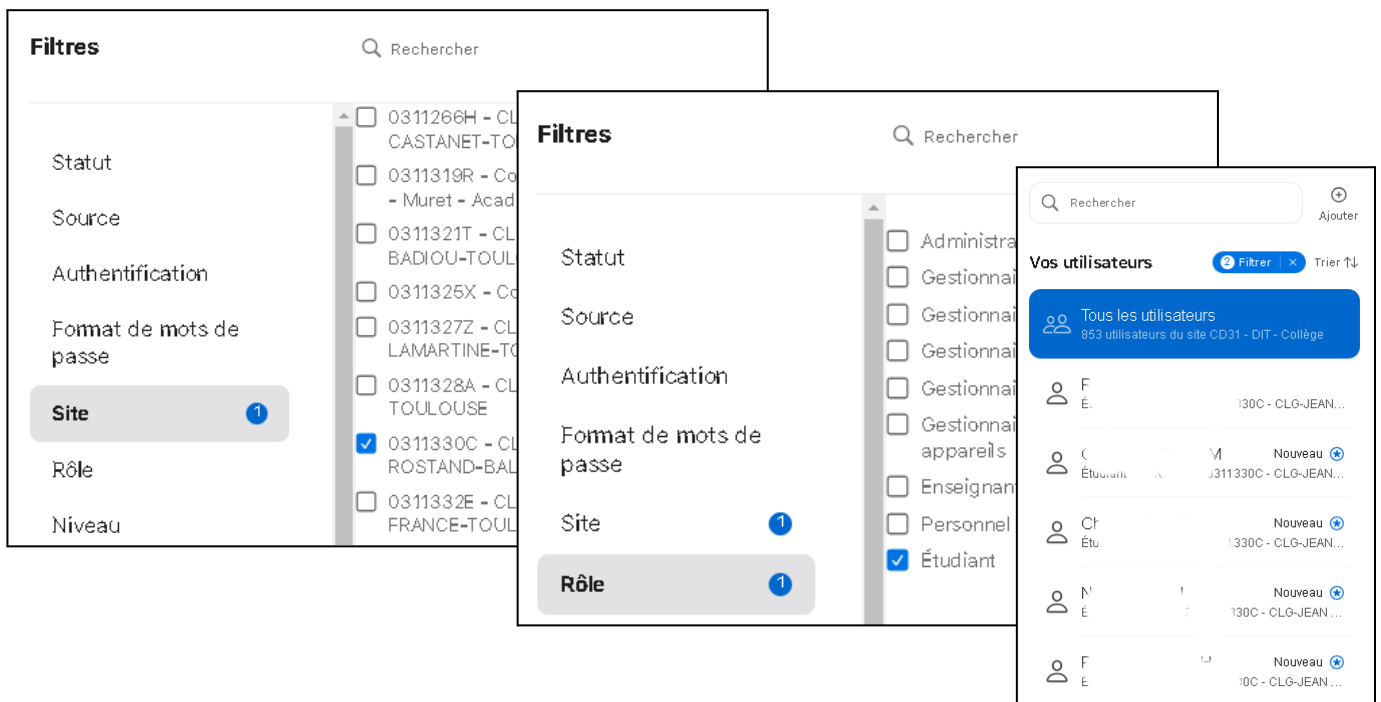 Filtres
Rechercher
Statut
Source
Authentification
Format de mots de
passe
Site 1
Rôle
Niveau
0311266H - CL
CASTANET-TO
0311319R - Co
- Muret - Acad
0311321T - CL
BADIOU-TOUL
0311325X - Co
0311327Z - CL
LAMARTINE-TO
0311328A - CL
TOULOUSE
0311330C - CL
ROSTAND-BAL
0311332E - CL
FRANCE-TOUL
Filtres
Rechercher
Statut
Source
Authentification
Format de mots de
passe
Site 1
Rôle 1
Administra
Gestionnai
Gestionnai
Gestionnai
Gestionnai
Gestionnai
appareils
Enseignan
Personnel
Étudiant
Rechercher
Ajouter
Vos utilisateurs 2 Filtrer × Trier
Tous les utilisateurs
853 utilisateurs du site CD31 - DIT - Collège
330C - CLG-JEAN...
Nouveau
Étudiant 0311330C - CLG-JEAN...
Ch Nouveau
Étu 1330C - CLG-JEAN...
Nouveau
330C - CLG-JEAN ...
Nouveau
30C - CLG-JEAN ...